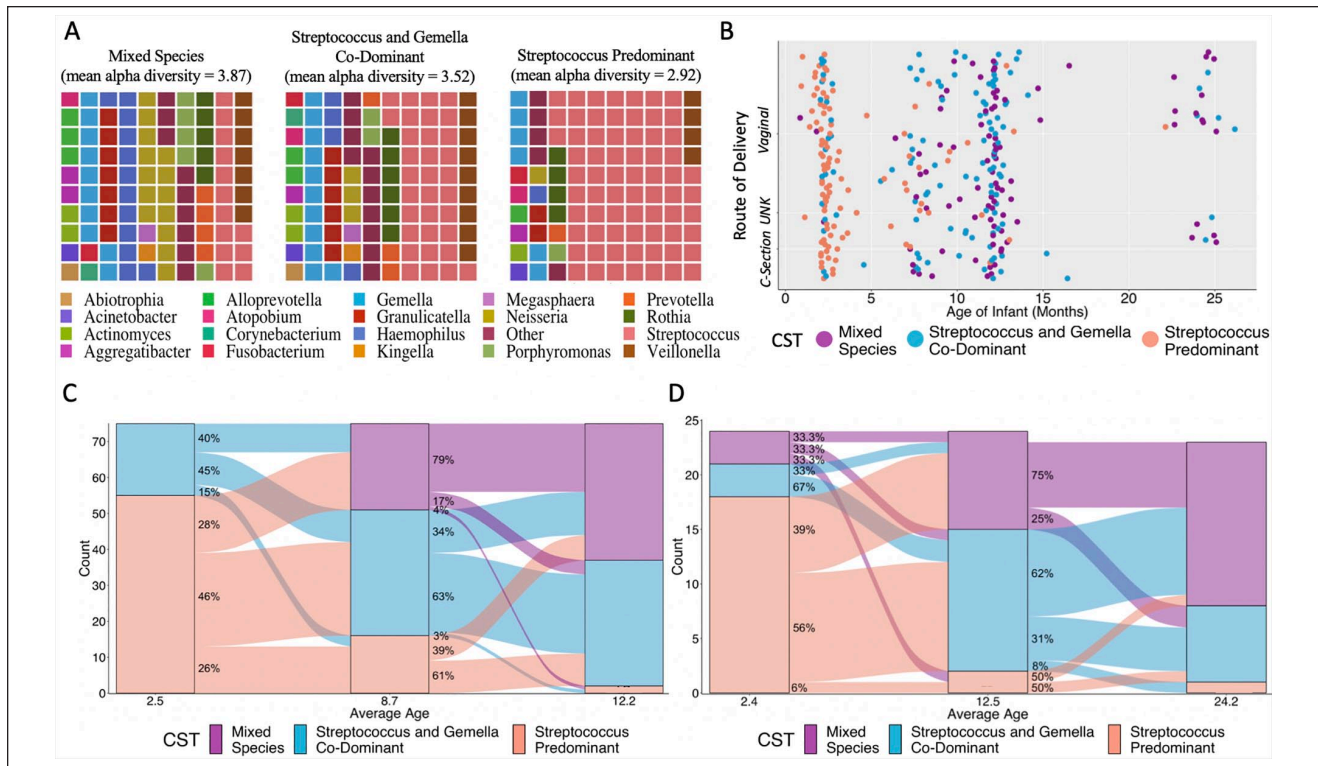 A
Mixed Species
(mean alpha diversity = 3.87)
Streptococcus and Gemella
Co-Dominant
(mean alpha diversity = 3.52)
Streptococcus Predominant
(mean alpha diversity = 2.92)
Abiotrophia
Acinetobacter
Actinomyces
Aggregatibacter
Alloprevotella
Atopobium
Corynebacterium
Fusobacterium
Gemella
Granulicatella
Haemophilus
Kingella
Megasphaera
Neisseria
Other
Porphyromonas
Prevotella
Rothia
Streptococcus
Veillonella
B
Route of Delivery
Vaginal
UNK
C-Section
0 5 10 15 20 25
Age of Infant (Months)
CST
Mixed
Species
Streptococcus and Gemella
Co-Dominant
Streptococcus
Predominant
C
Count
70
60
50
40
30
20
10
0
40%
45%
15%
28%
46%
26%
79%
17%
4%
34%
63%
3%
39%
61%
2.5 8.7 12.2
Average Age
CST
Mixed
Species
Streptococcus and Gemella
Co-Dominant
Streptococcus
Predominant
D
Count
25
20
15
10
5
0
33.3%
33.3%
33.3%
33%
67%
39%
56%
6%
75%
25%
62%
31%
8%
50%
50%
2.4 12.5 24.2
Average Age
CST
Mixed
Species
Streptococcus and Gemella
Co-Dominant
Streptococcus
Predominant